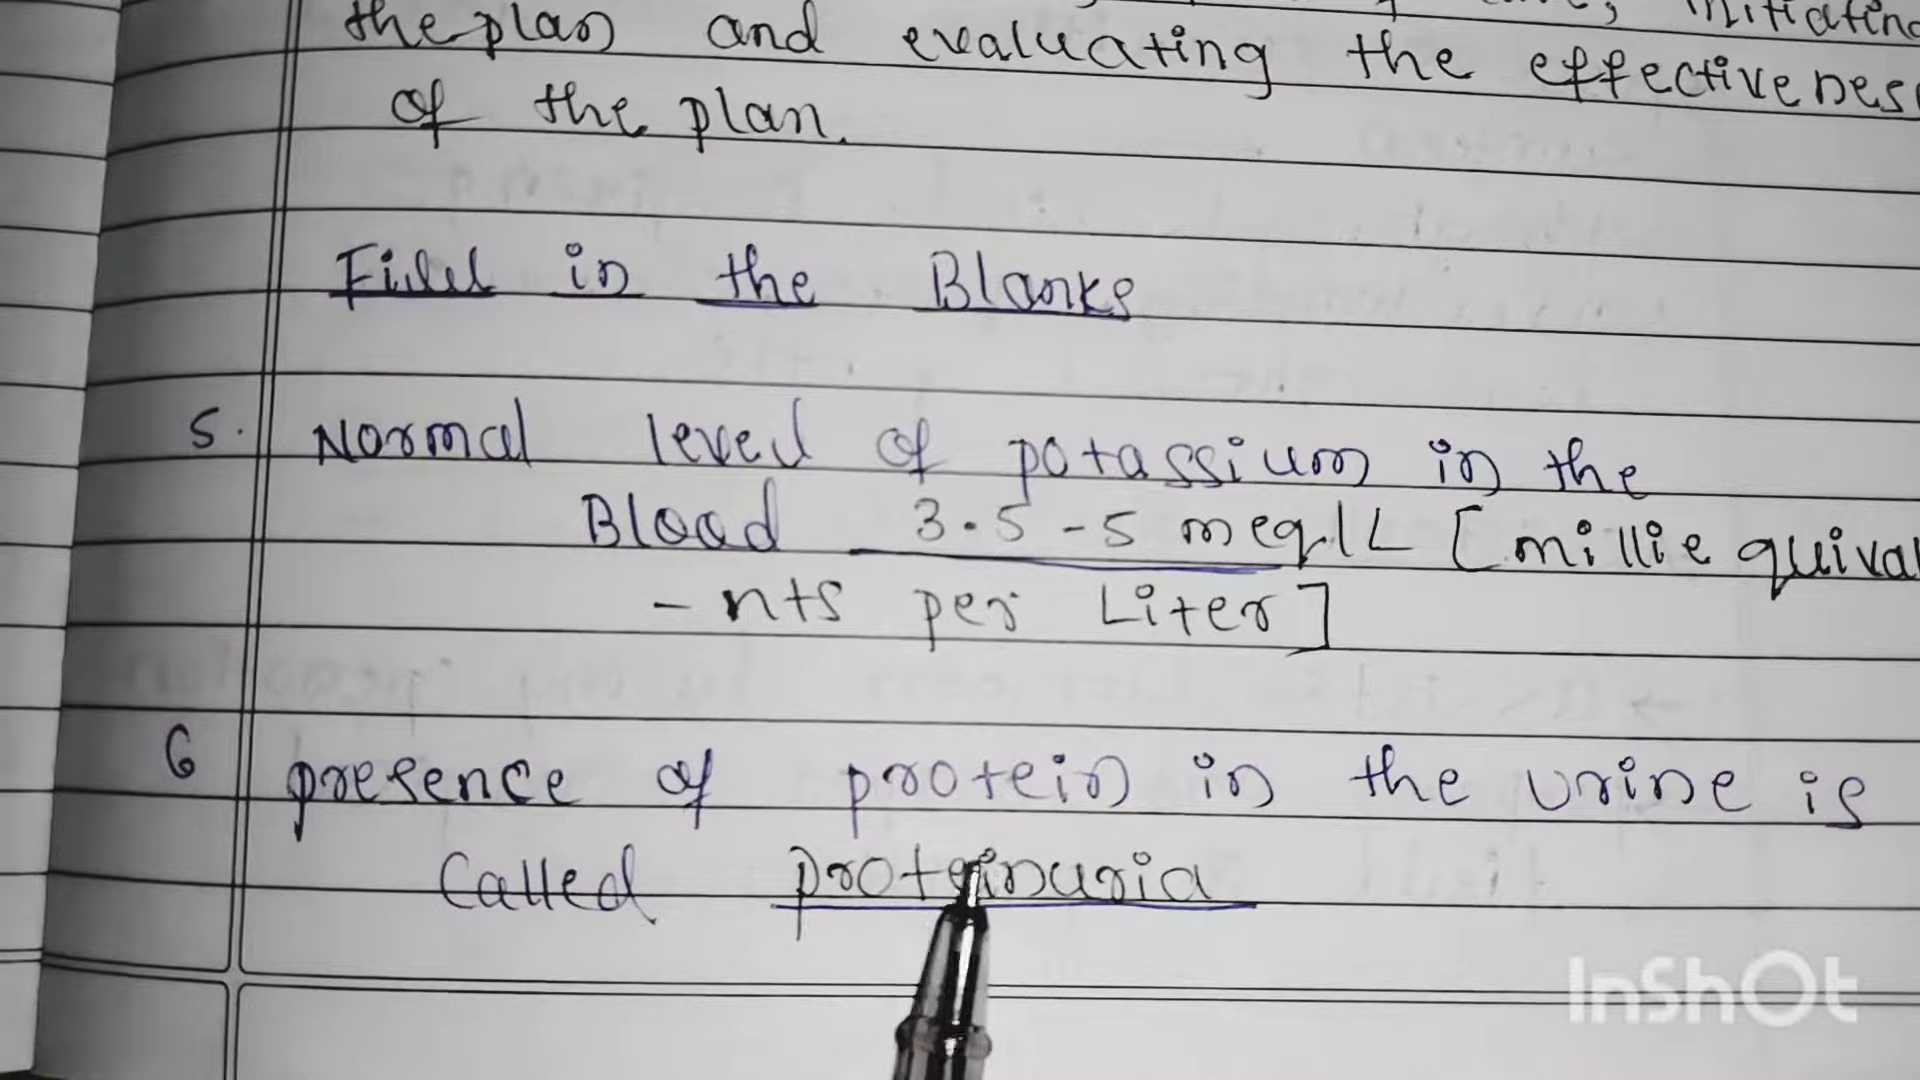 initiating
the plan and evaluating the effectiveness
of the plan.
Fill in the Blanks
5. Normal level of potassium in the
Blood 3.5-5 meq/L [millie quival
-nts per Liter]
6 presence of protein in the urine is
Called proteinuria
InShOt